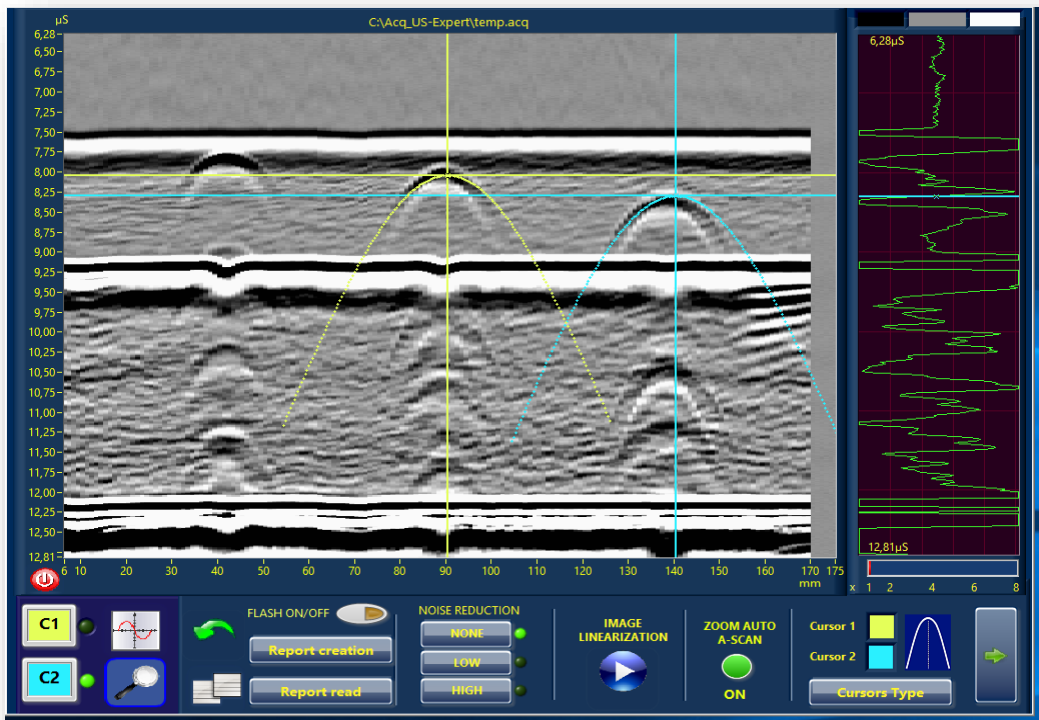 µS
C:\Acq_US-Expert\temp.acq
6,28
6,50
6,75
7,00
7,25
7,50
7,75
8,00
8,25
8,50
8,75
9,00
9,25
9,50
9,75
10,00
10,25
10,50
10,75
11,00
11,25
11,50
11,75
12,00
12,25
12,50
12,81
6 10 20 30 40 50 60 70 80 90 100 110 120 130 140 150 160 170 175
mm
6,28µS
12,81µS
x 1 2 4 6 8
C1
C2
FLASH ON/OFF
Report creation
Report read
NOISE REDUCTION
NONE
LOW
HIGH
IMAGE
LINEARIZATION
ZOOM AUTO
A-SCAN
ON
Cursor 1
Cursor 2
Cursors Type